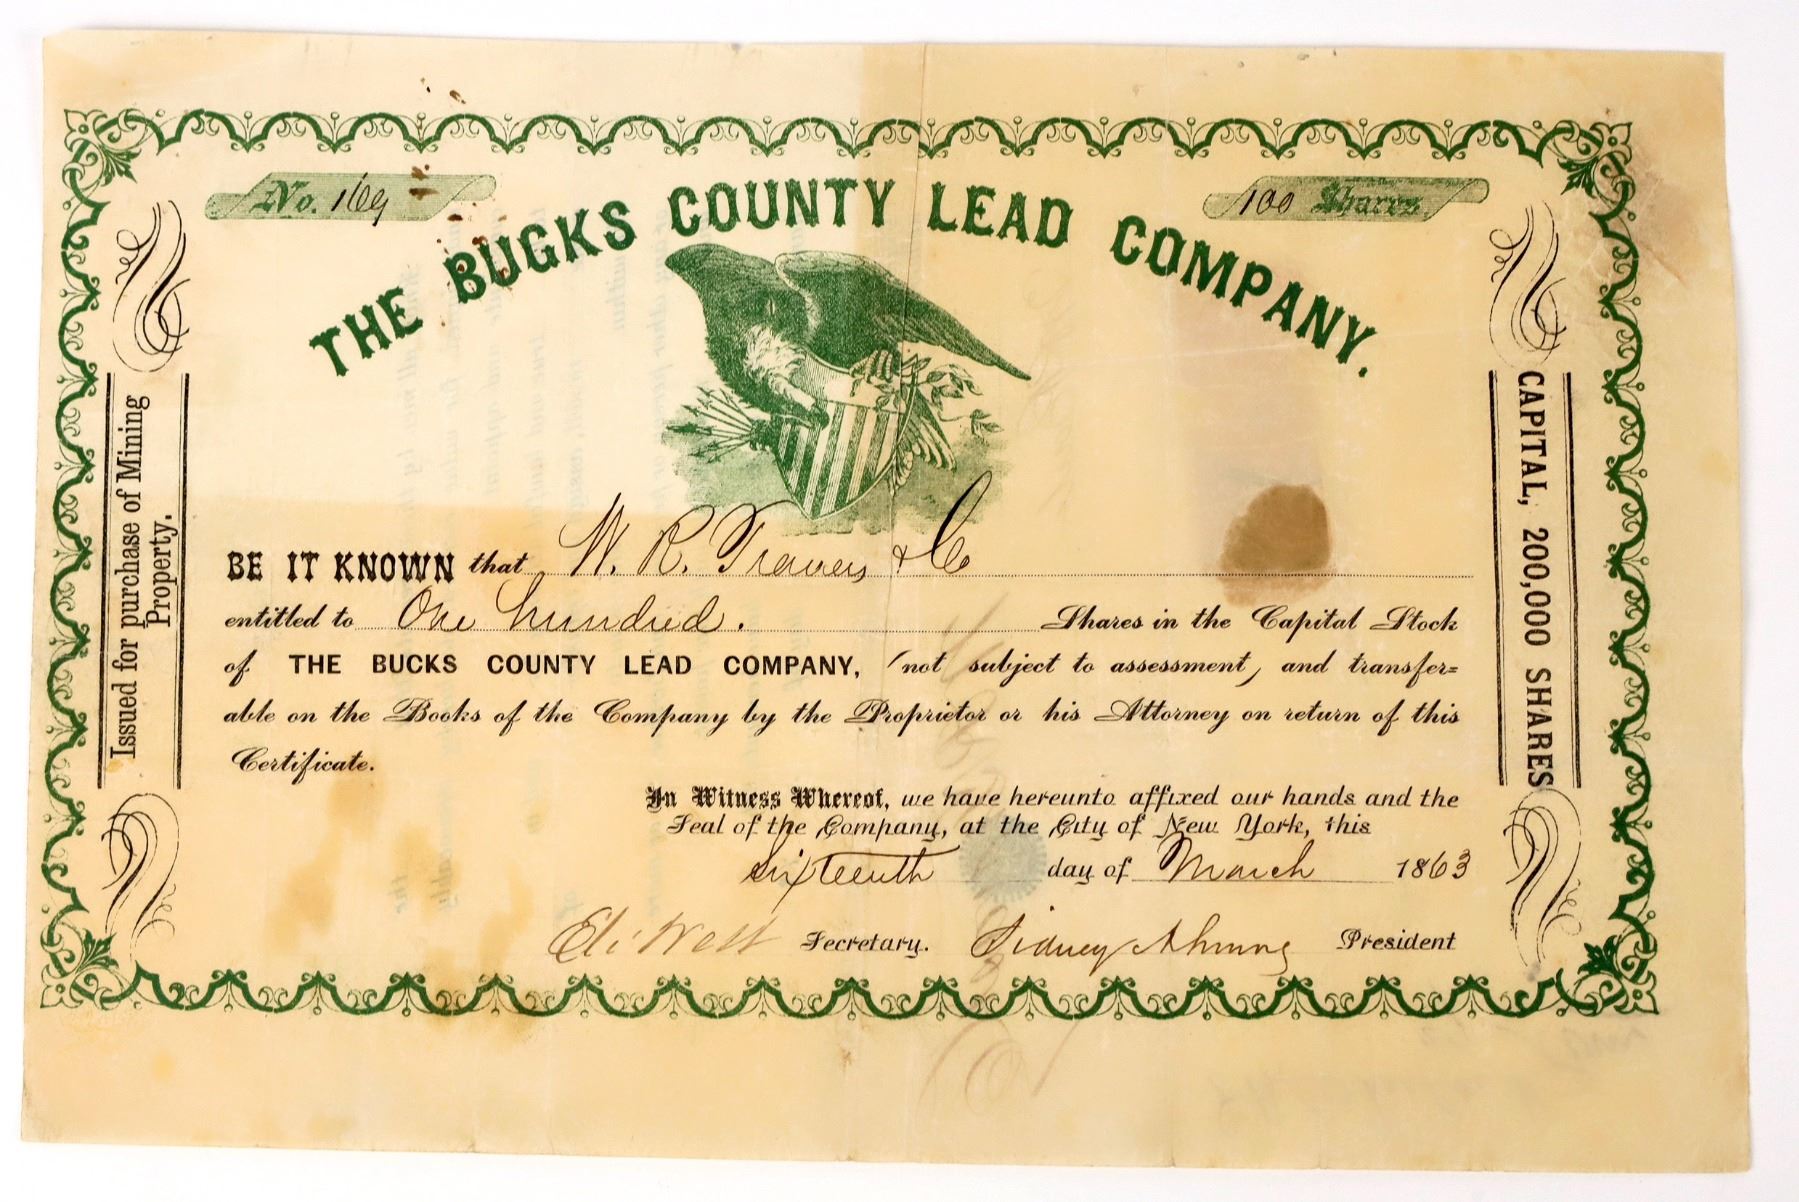 No. 169
100 Shares.
THE BUCKS COUNTY LEAD COMPANY.
Issued for purchase of Mining
Property.
CAPITAL, 200,000 SHARES
BE IT KNOWN that W. R. Travers & Co
entitled to One hundred. Shares in the Capital Stock
of THE BUCKS COUNTY LEAD COMPANY, (not subject to assessment, and transfer=
able on the Books of the Company by the Proprietor or his Attorney on return of this
Certificate.
In Witness Whereof, we have hereunto affixed our hands and the
Seal of the Company, at the City of New York, this
Sixteenth day of March 1863
Eli West Secretary. Sidney President